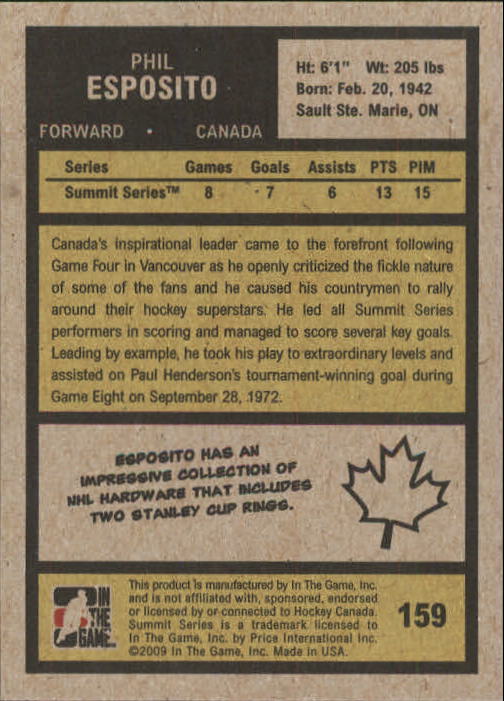 PHIL
ESPOSITO
FORWARD • CANADA
Ht: 6'1" Wt: 205 lbs
Born: Feb. 20, 1942
Sault Ste. Marie, ON
Series Games Goals Assists PTS PIM
Summit Series™ 8 7 6 13 15
Canada's inspirational leader came to the forefront following
Game Four in Vancouver as he openly criticized the fickle nature
of some of the fans and he caused his countrymen to rally
around their hockey superstars. He led all Summit Series
performers in scoring and managed to score several key goals.
Leading by example, he took his play to extraordinary levels and
assisted on Paul Henderson's tournament-winning goal during
Game Eight on September 28, 1972.
ESPOSITO HAS AN
IMPRESSIVE COLLECTION OF
NHL HARDWARE THAT INCLUDES
TWO STANLEY CUP RINGS.
IN
THE
GAME
This product is manufactured by In The Game, Inc.
and is not affiliated with, sponsored, endorsed
or licensed by or connected to Hockey Canada.
Summit Series is a trademark licensed to
In The Game, Inc. by Price International Inc.
©2009 In The Game, Inc. Made in USA.
159